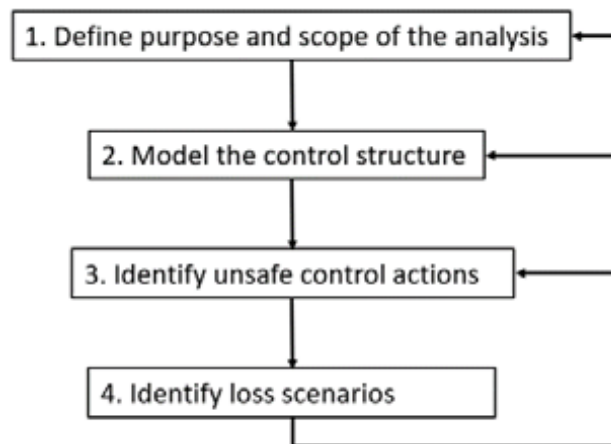 1. Define purpose and scope of the analysis
2. Model the control structure
3. Identify unsafe control actions
4. Identify loss scenarios